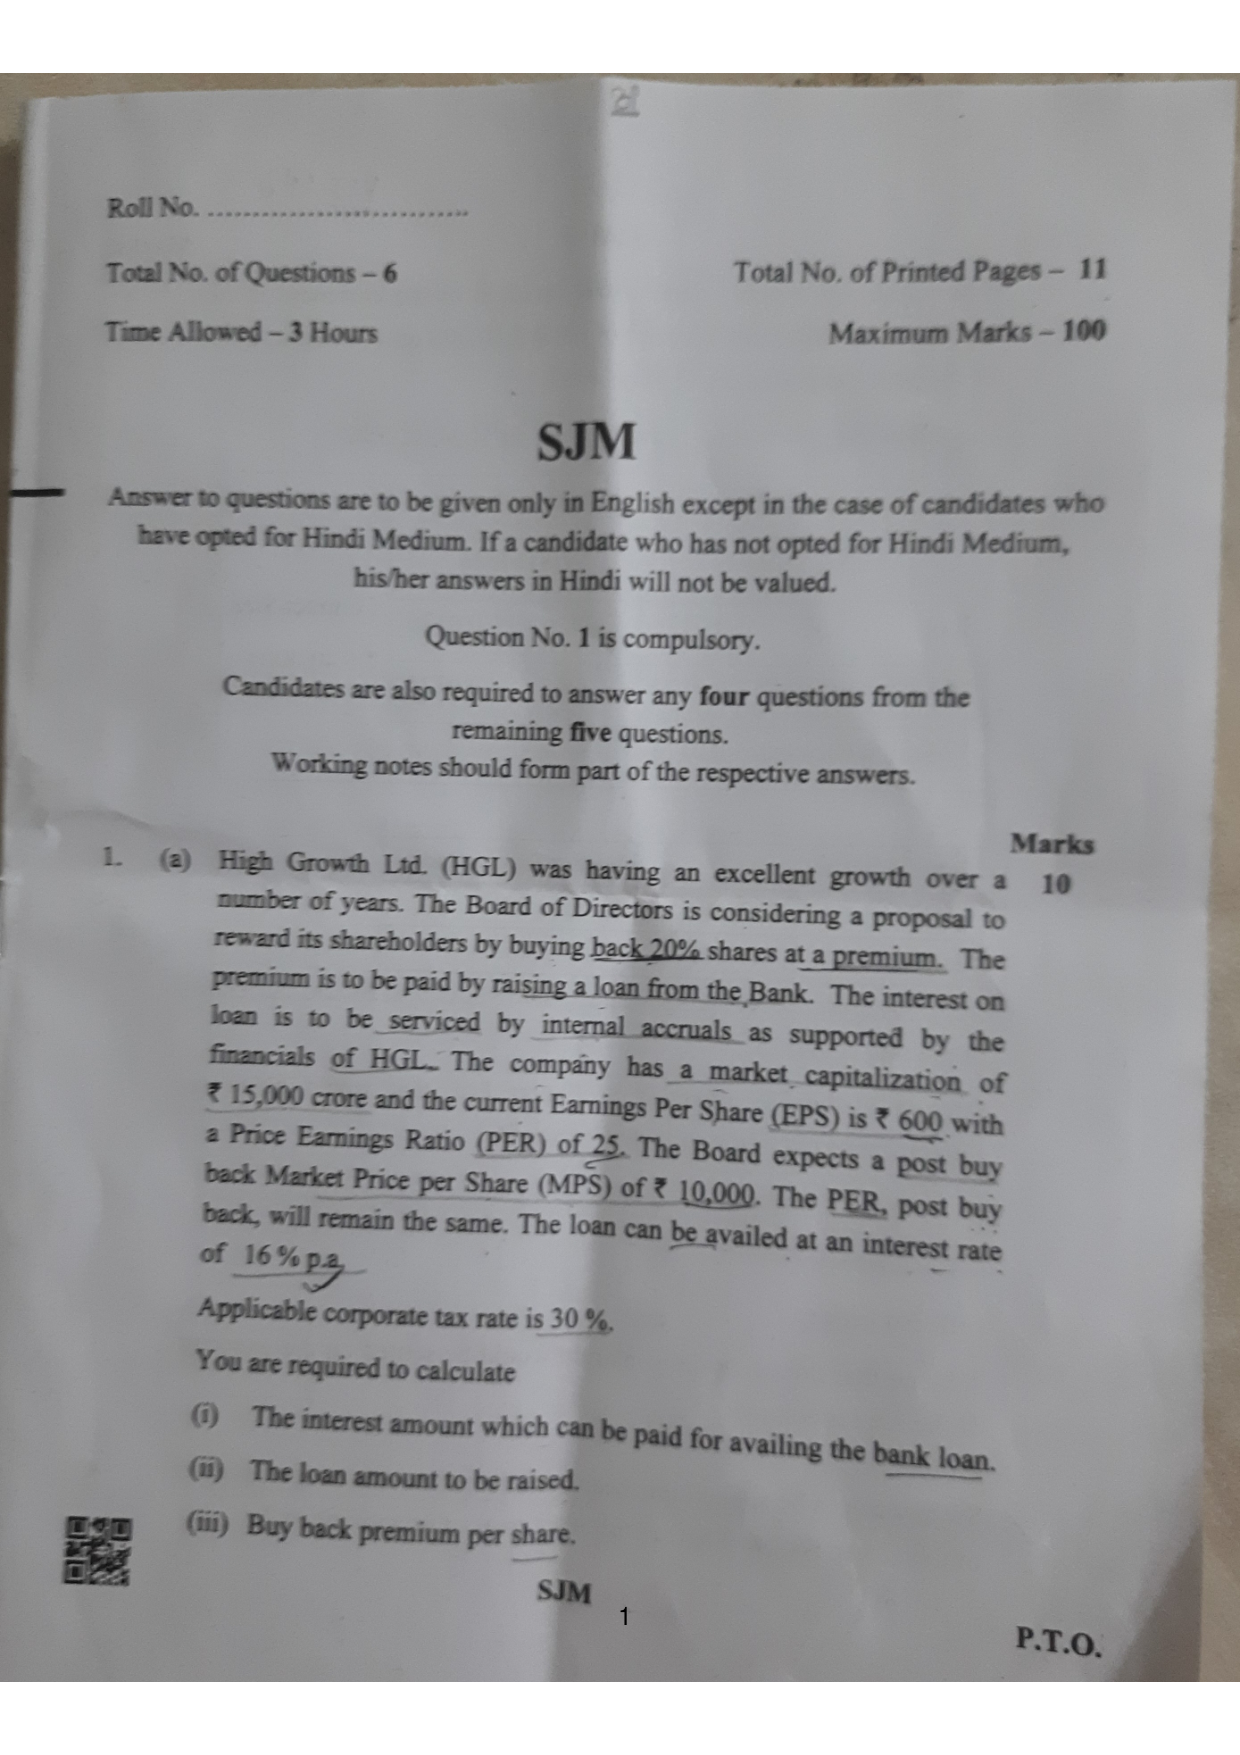 Roll No. ................................
Total No. of Questions – 6
Total No. of Printed Pages – 11
Time Allowed – 3 Hours
Maximum Marks – 100
SJM
Answer to questions are to be given only in English except in the case of candidates who
have opted for Hindi Medium. If a candidate who has not opted for Hindi Medium,
his/her answers in Hindi will not be valued.
Question No. 1 is compulsory.
Candidates are also required to answer any four questions from the
remaining five questions.
Working notes should form part of the respective answers.
Marks
1. (a) High Growth Ltd. (HGL) was having an excellent growth over a 10
number of years. The Board of Directors is considering a proposal to
reward its shareholders by buying back 20% shares at a premium. The
premium is to be paid by raising a loan from the Bank. The interest on
loan is to be serviced by internal accruals as supported by the
financials of HGL. The company has a market capitalization of
₹ 15,000 crore and the current Earnings Per Share (EPS) is ₹ 600 with
a Price Earnings Ratio (PER) of 25. The Board expects a post buy
back Market Price per Share (MPS) of ₹ 10,000. The PER, post buy
back, will remain the same. The loan can be availed at an interest rate
of 16 % p.a.
Applicable corporate tax rate is 30 %.
You are required to calculate
(i) The interest amount which can be paid for availing the bank loan.
(ii) The loan amount to be raised.
(iii) Buy back premium per share.
SJM
1
P.T.O.